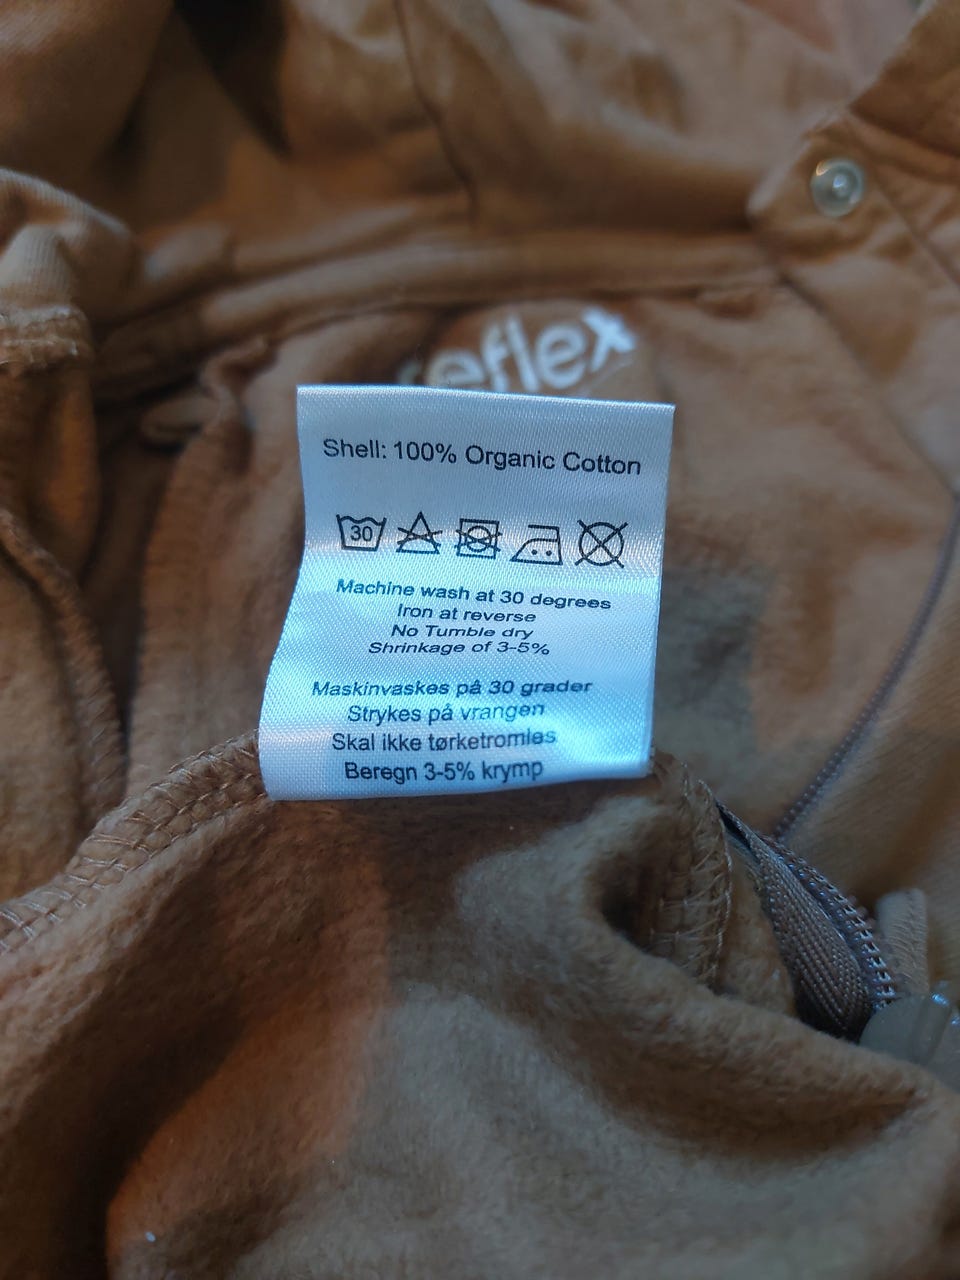 reflex
Shell: 100% Organic Cotton
30
Machine wash at 30 degrees
Iron at reverse
No Tumble dry
Shrinkage of 3-5%
Maskinvaskes på 30 grader
Strykes på vrangen
Skal ikke tørketromles
Beregn 3-5% krymp